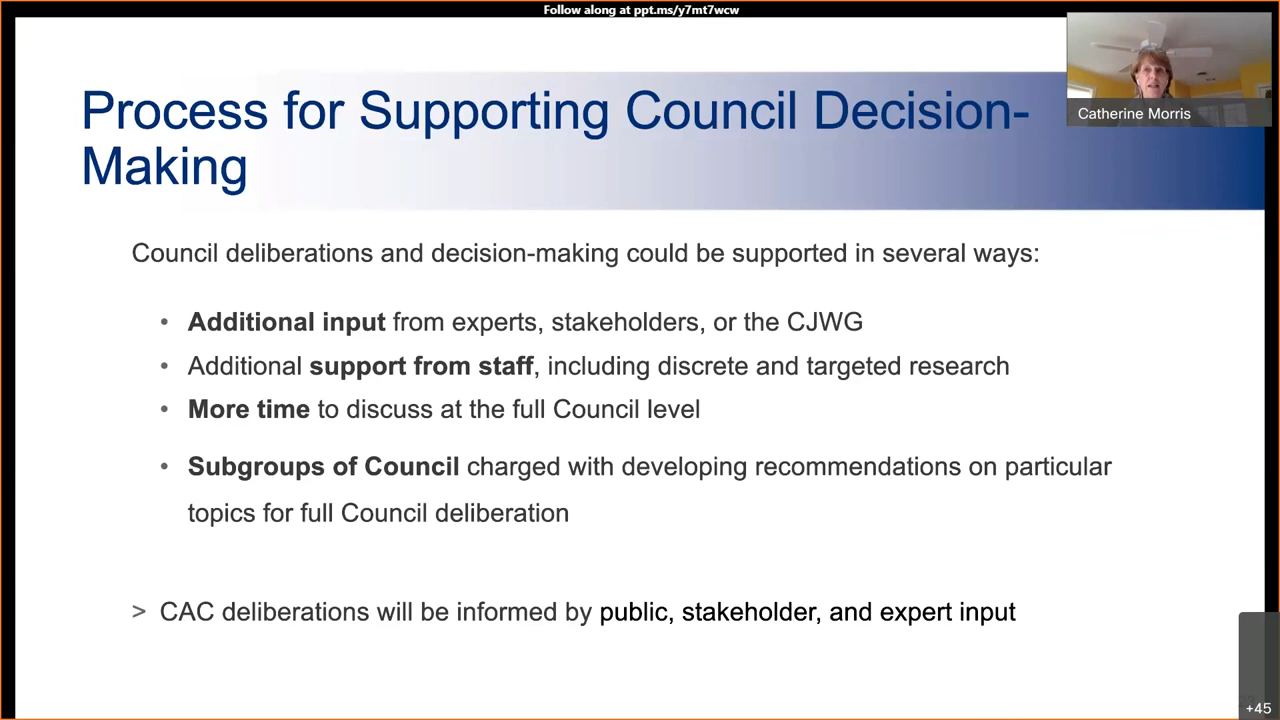 Follow along at ppt.ms/y7mt7wcw
Process for Supporting Council Decision-
Making
Catherine Morris
Council deliberations and decision-making could be supported in several ways:
• Additional input from experts, stakeholders, or the CJWG
• Additional support from staff, including discrete and targeted research
• More time to discuss at the full Council level
• Subgroups of Council charged with developing recommendations on particular
topics for full Council deliberation
> CAC deliberations will be informed by public, stakeholder, and expert input
+45